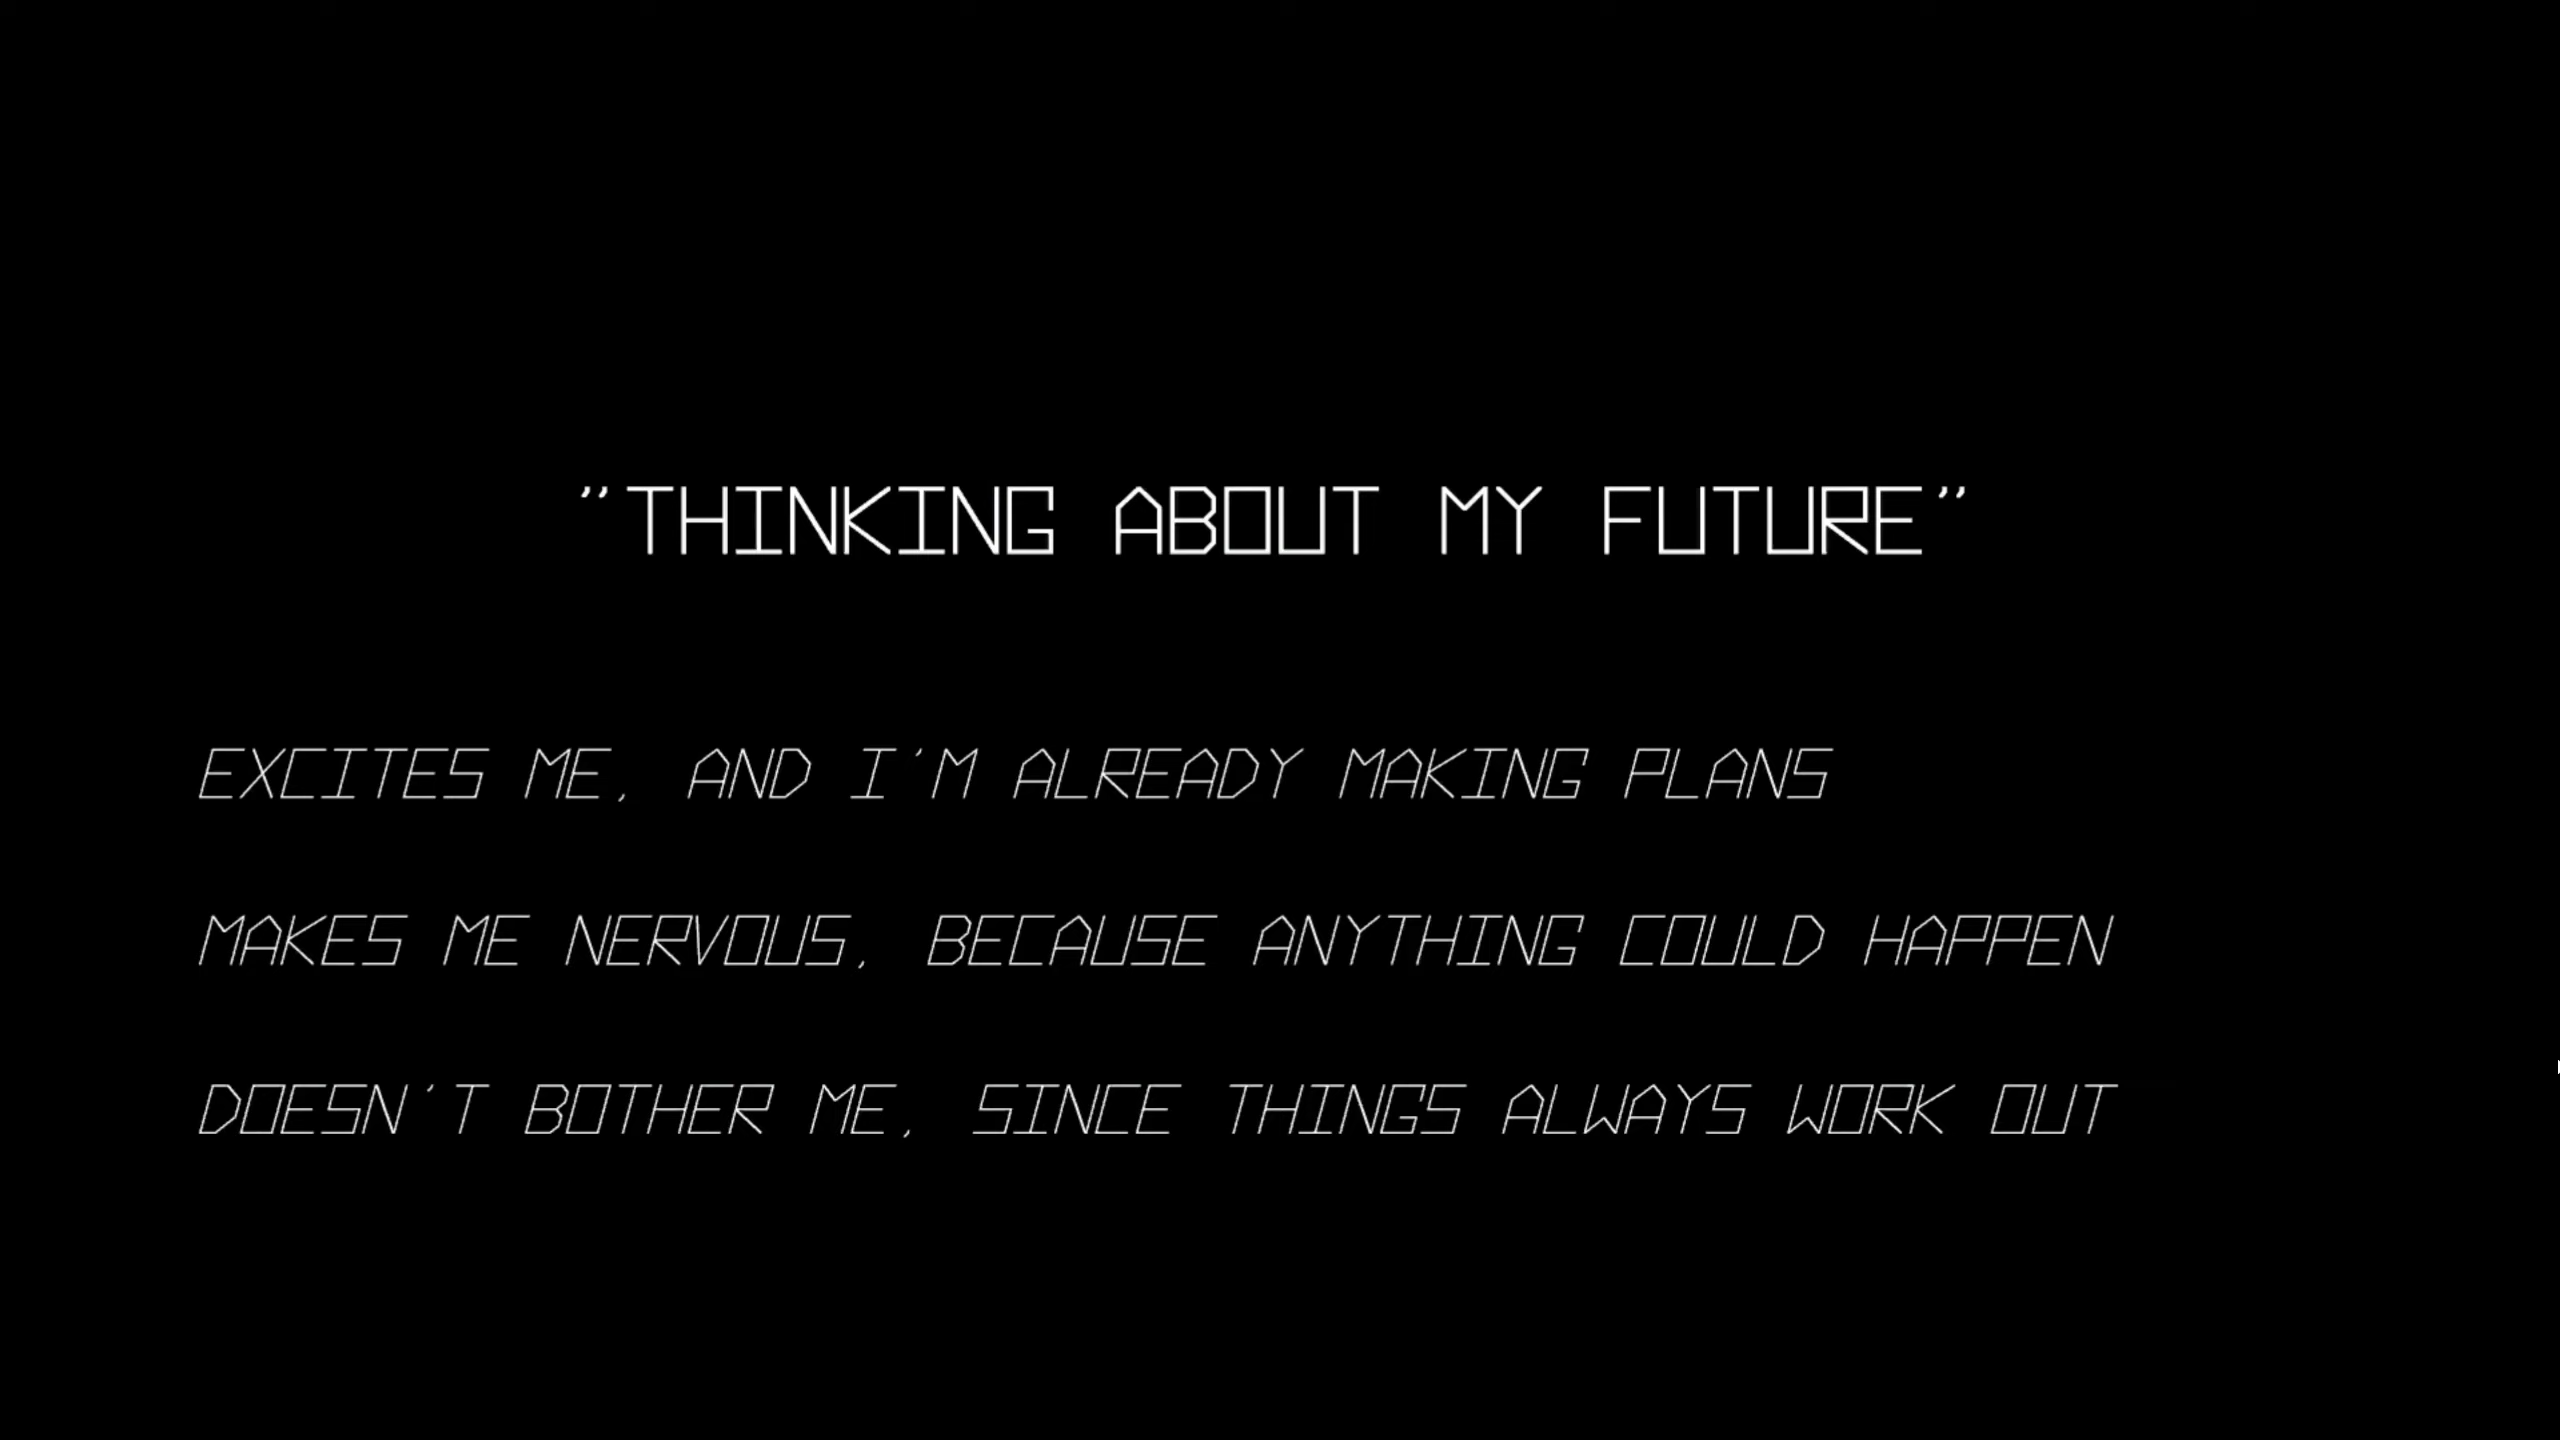 "THINKING ABOUT MY FUTURE"
EXCITES ME, AND I'M ALREADY MAKING PLANS
MAKES ME NERVOUS, BECAUSE ANYTHING COULD HAPPEN
DOESN'T BOTHER ME, SINCE THINGS ALWAYS WORK OUT